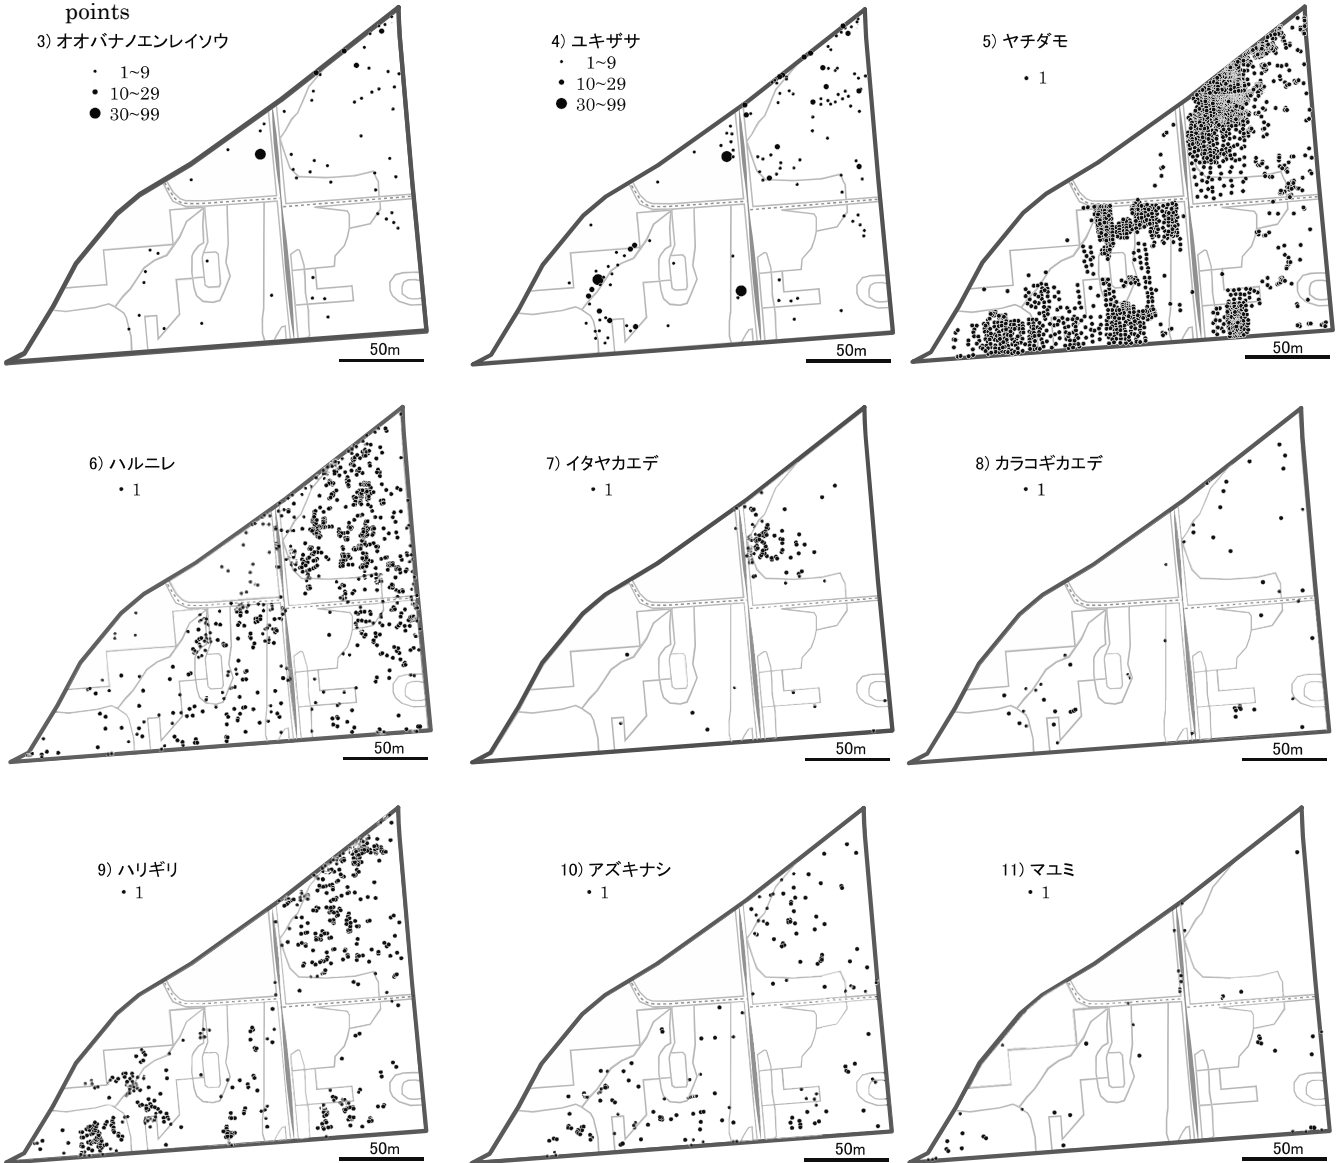 points
3) オオバナノエンレイソウ
1~9
10~29
30~99
50m
4) ユキザサ
1~9
10~29
30~99
50m
5) ヤチダモ
1
50m
6) ハルニレ
1
50m
7) イタヤカエデ
1
50m
8) カラコギカエデ
1
50m
9) ハリギリ
1
50m
10) アズキナシ
1
50m
11) マユミ
1
50m